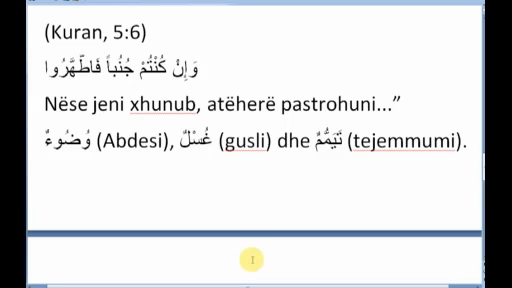 (Kuran, 5:6)
وَإِنْ كُنْتُمْ جُنُباً فَاطَّهَّرُوا
Nëse jeni xhunub, atëherë pastrohuni...”
وُضُوءٌ (Abdesi), غُسْلٌ (gusli) dhe تَيَمُّمٌ (tejemmumi).